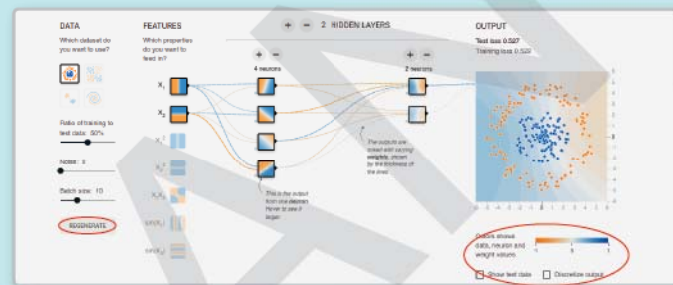 DATA
Which dataset do
you want to use?
Ratio of training to
test data: 50%
Batch size: 10
REGENERATE
FEATURES
Which properties
do you want to
feed in?
X₁
X₂
X₁X₂
+ − 2 HIDDEN LAYERS
+ −
4 neurons
This is the output
from one neuron.
Hover to see it
larger.
+ −
2 neurons
The outputs are
mixed with varying
weights, shown
by the thickness of
the lines.
OUTPUT
Test loss 0.527
Training loss
Colors shows
data, neuron and
weight values.
Show test data
Discretize output